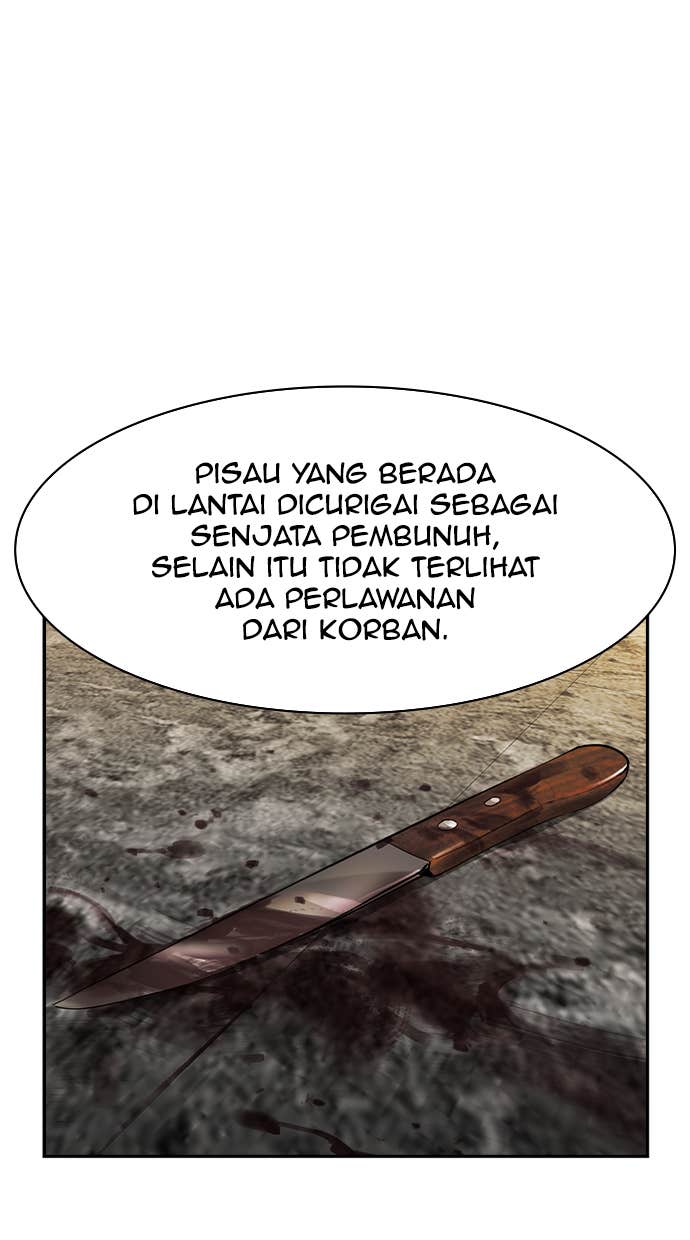 PISAU YANG BERADA
DI LANTAI DICURIGAI SEBAGAI
SENJATA PEMBUNUH,
SELAIN ITU TIDAK TERLIHAT
ADA PERLAWANAN
DARI KORBAN.